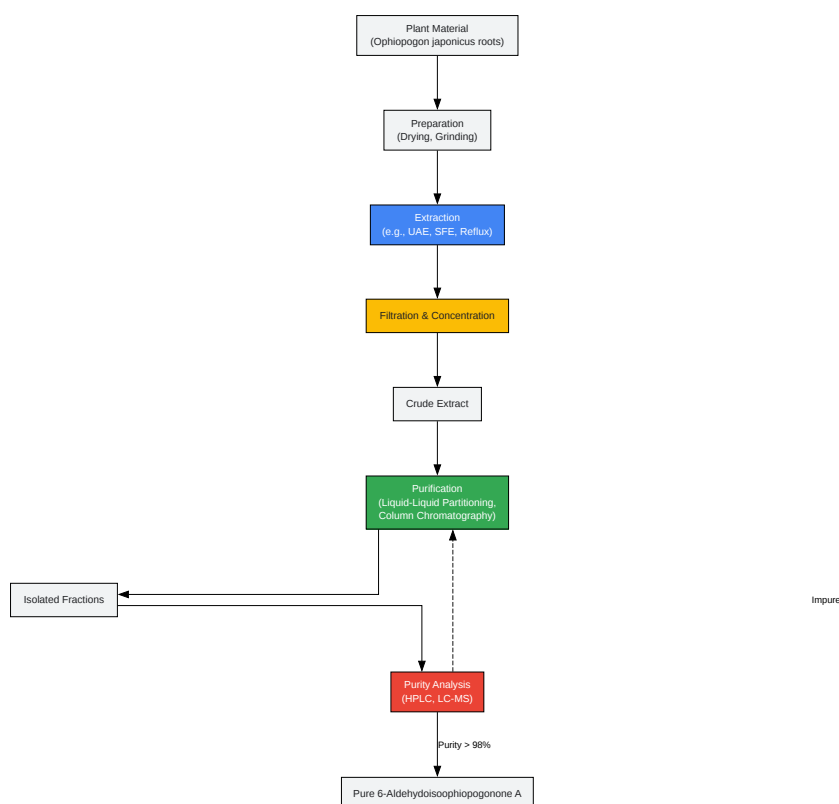 Plant Material
(Ophiopogon japonicus roots)
Preparation
(Drying, Grinding)
Extraction
(e.g., UAE, SFE, Reflux)
Filtration & Concentration
Crude Extract
Purification
(Liquid-Liquid Partitioning,
Column Chromatography)
Isolated Fractions
Impure
Purity Analysis
(HPLC, LC-MS)
Purity > 98%
Pure 6-Aldehydoisoophiopogonone A